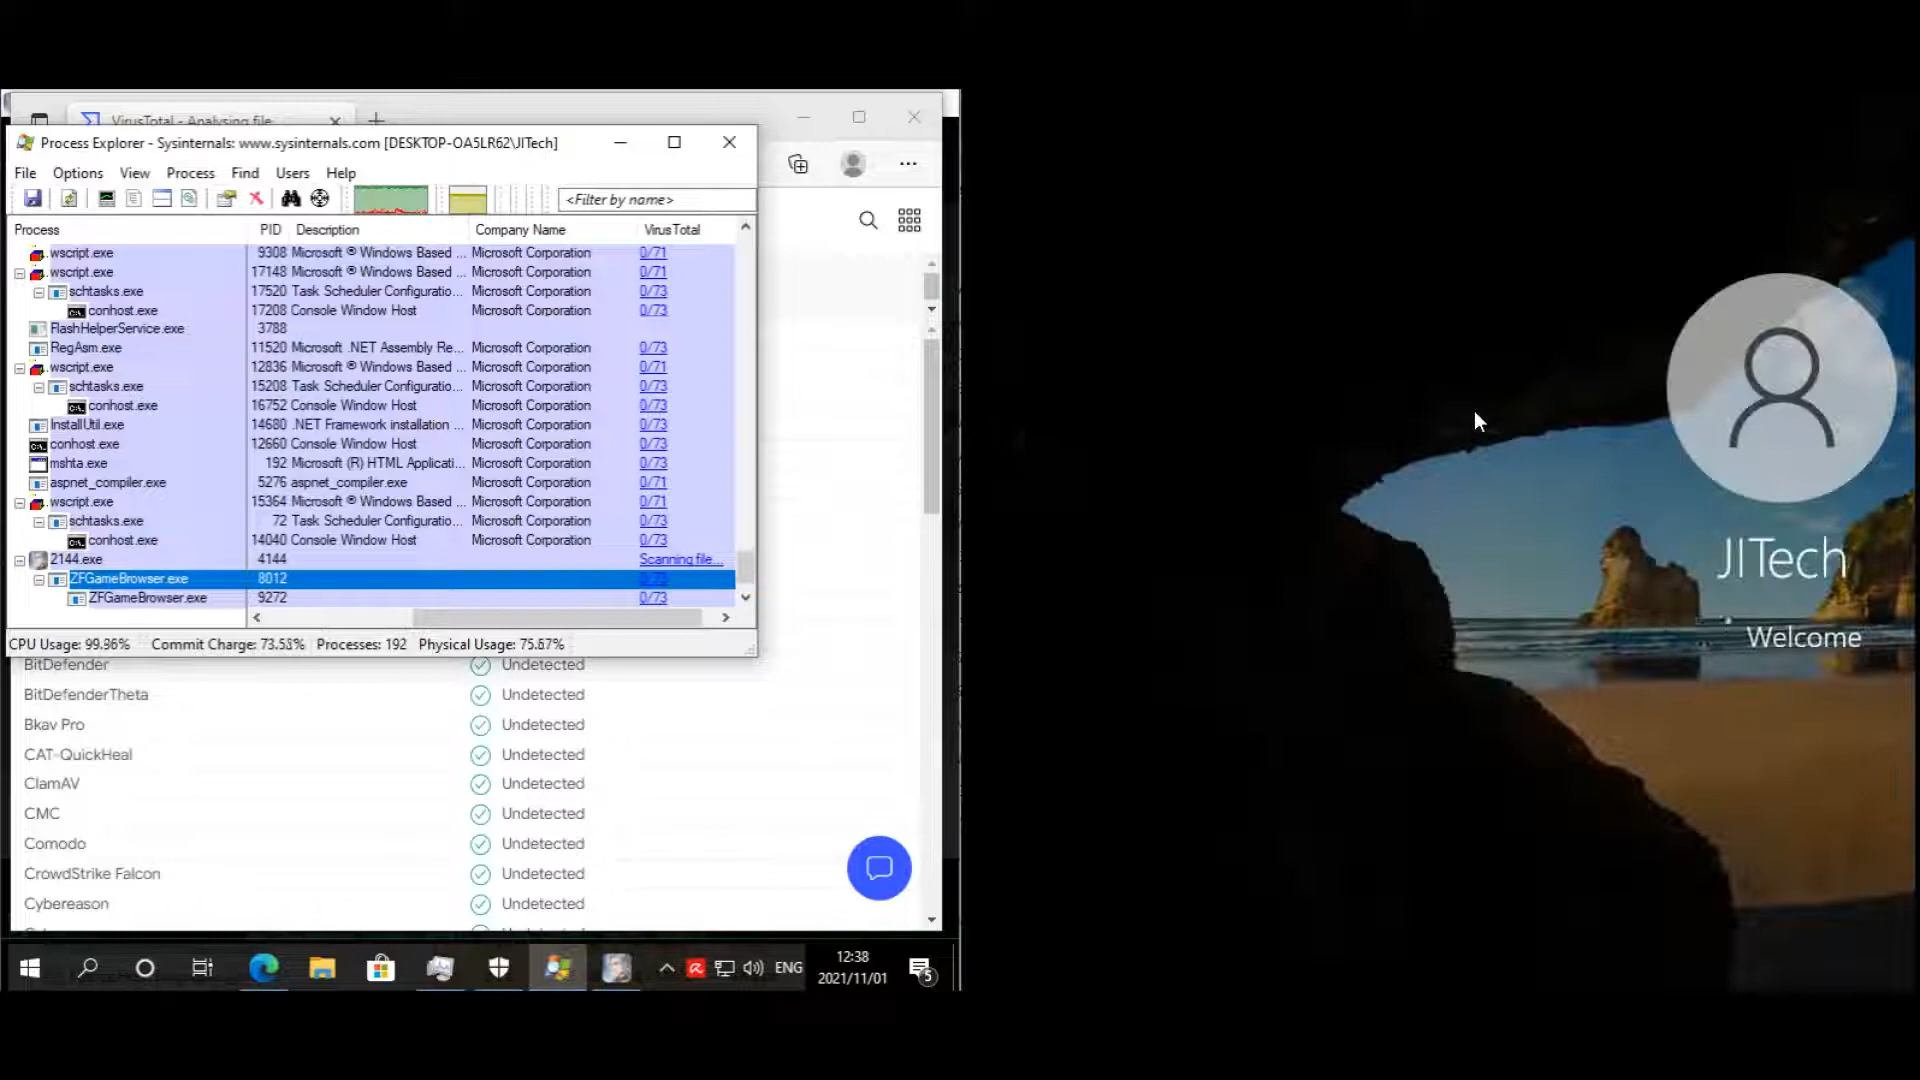 VirusTotal - Analysing file
Process Explorer - Sysinternals: www.sysinternals.com [DESKTOP-OA5LR62\JITech]
File Options View Process Find Users Help
<Filter by name>
Process PID Description Company Name VirusTotal
wscript.exe 9308 Microsoft ® Windows Based ... Microsoft Corporation 0/71
wscript.exe 17148 Microsoft ® Windows Based ... Microsoft Corporation 0/71
schtasks.exe 17520 Task Scheduler Configuratio... Microsoft Corporation 0/73
conhost.exe 17208 Console Window Host Microsoft Corporation 0/73
FlashHelperService.exe 3788
RegAsm.exe 11520 Microsoft .NET Assembly Re... Microsoft Corporation 0/73
wscript.exe 12836 Microsoft ® Windows Based ... Microsoft Corporation 0/71
schtasks.exe 15208 Task Scheduler Configuratio... Microsoft Corporation 0/73
conhost.exe 16752 Console Window Host Microsoft Corporation 0/73
InstallUtil.exe 14680 .NET Framework installation ... Microsoft Corporation 0/73
conhost.exe 12660 Console Window Host Microsoft Corporation 0/73
mshta.exe 192 Microsoft (R) HTML Applicati... Microsoft Corporation 0/73
aspnet_compiler.exe 5276 aspnet_compiler.exe Microsoft Corporation 0/71
wscript.exe 15364 Microsoft ® Windows Based ... Microsoft Corporation 0/71
schtasks.exe 72 Task Scheduler Configuratio... Microsoft Corporation 0/73
conhost.exe 14040 Console Window Host Microsoft Corporation 0/73
2144.exe 4144 Scanning file...
ZFGameBrowser.exe 8012 0/73
ZFGameBrowser.exe 9272 0/73
CPU Usage: 99.96% Commit Charge: 73.53% Processes: 192 Physical Usage: 75.67%
BitDefender Undetected
BitDefenderTheta Undetected
Bkav Pro Undetected
CAT-QuickHeal Undetected
ClamAV Undetected
CMC Undetected
Comodo Undetected
CrowdStrike Falcon Undetected
Cybereason Undetected
ENG
12:38
2021/11/01
5
JITech
Welcome